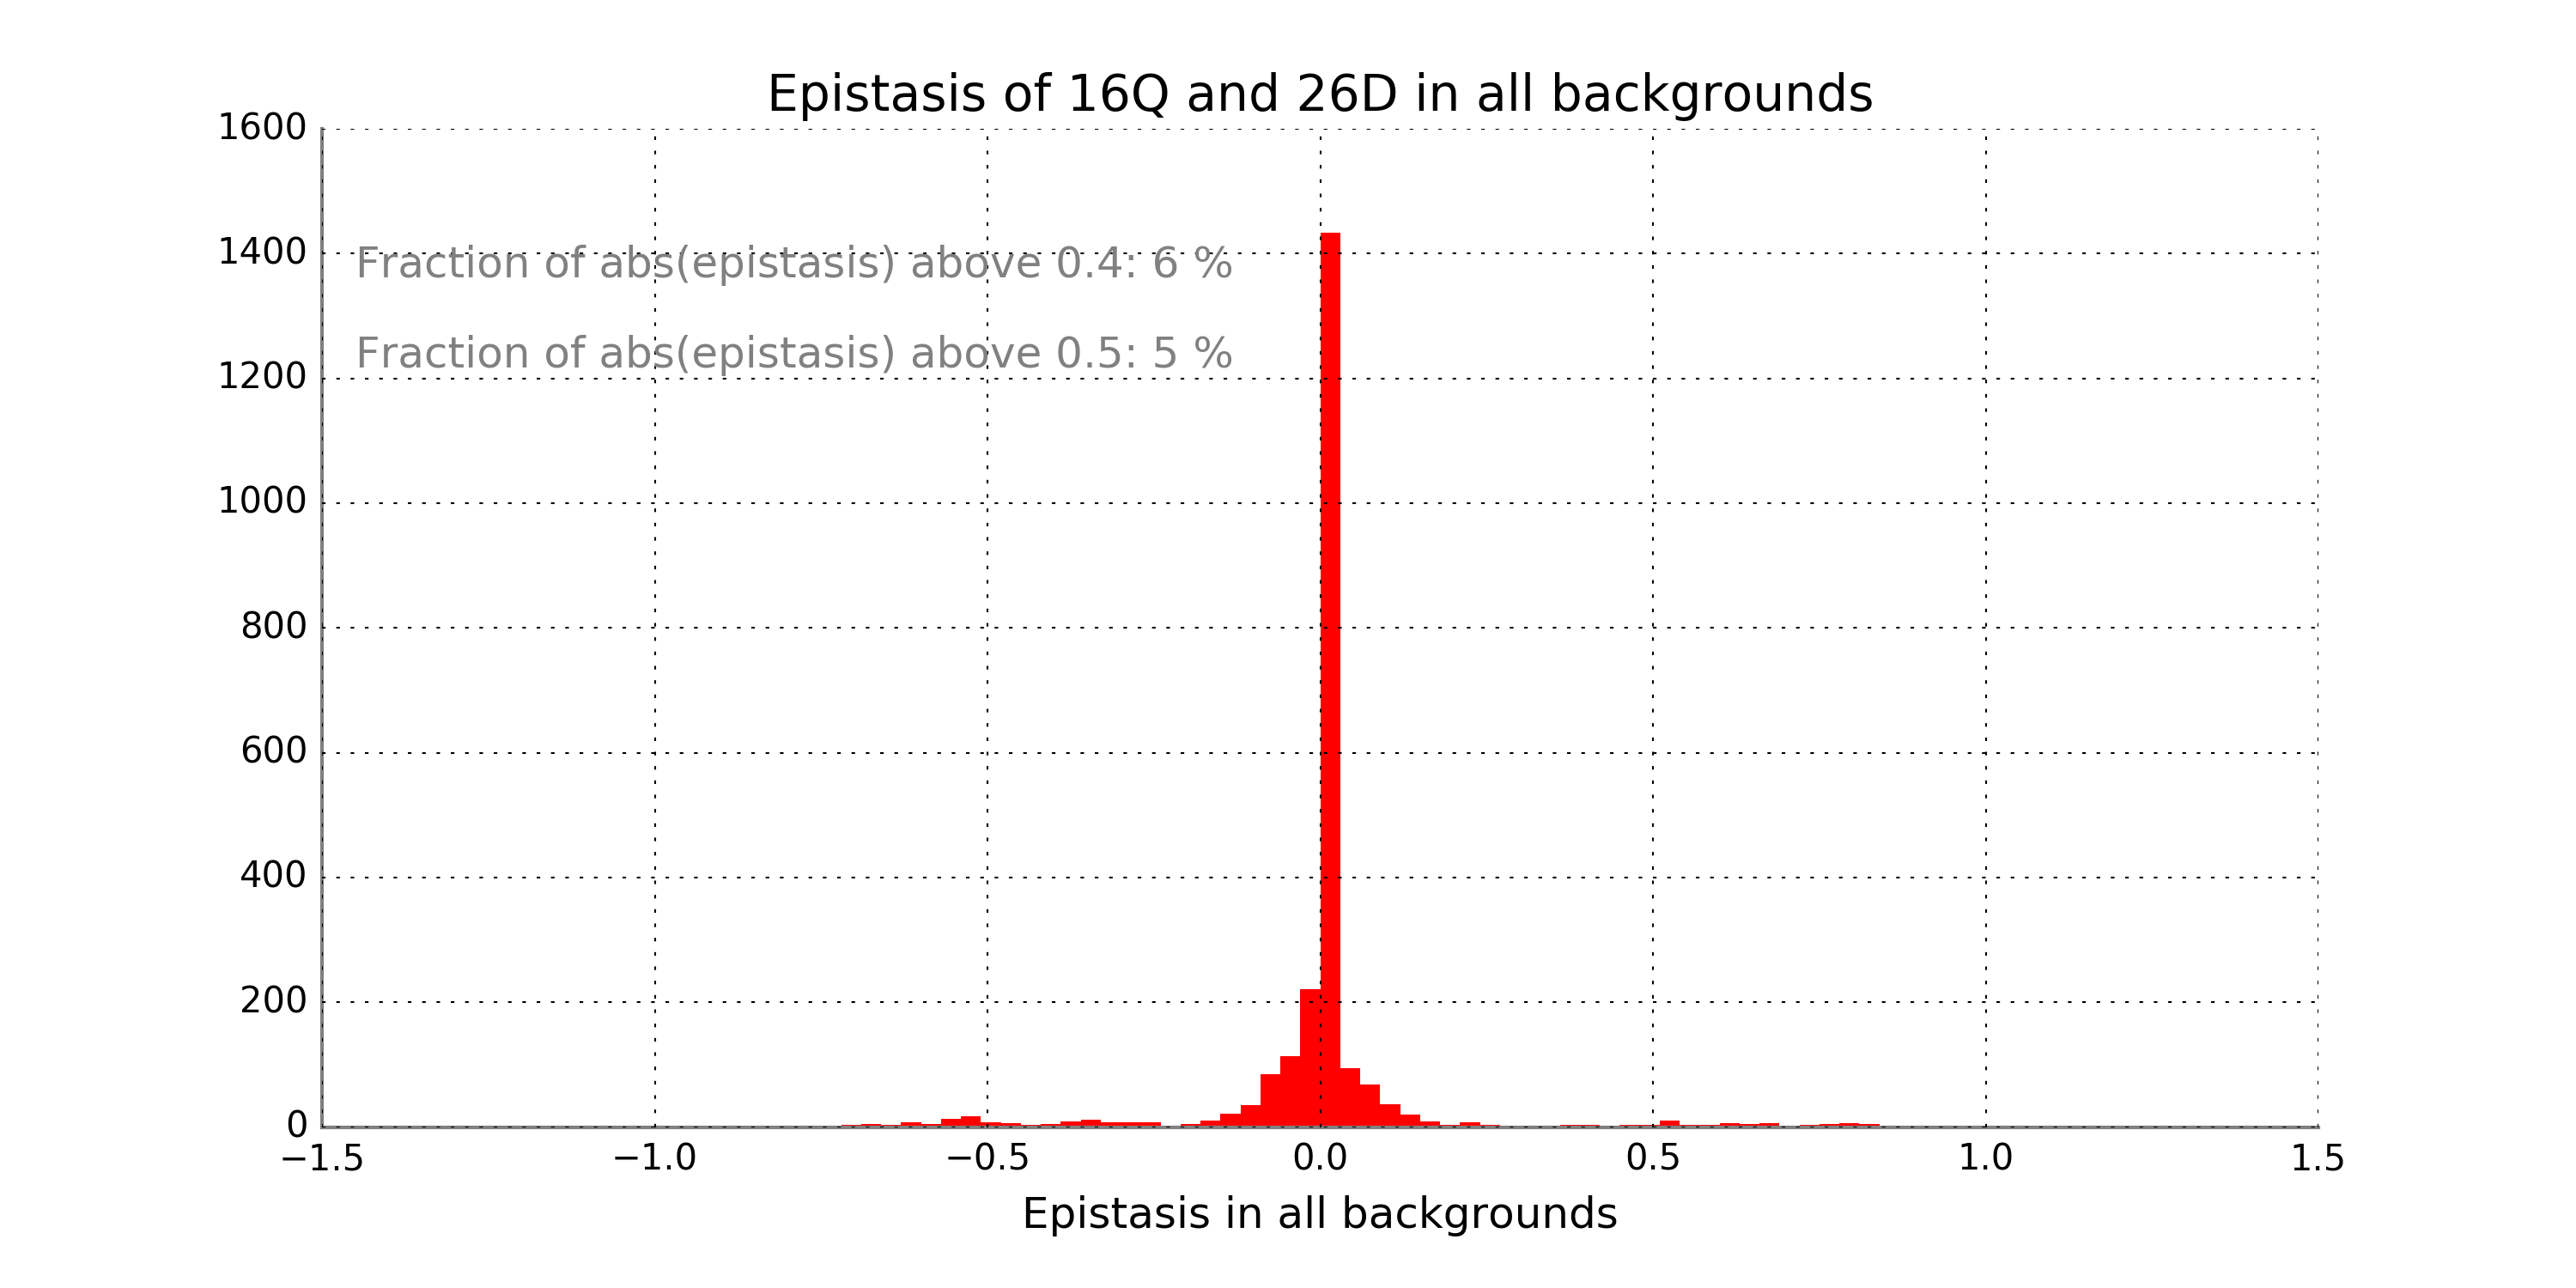 Epistasis of 16Q and 26D in all backgrounds
1600
1400
Fraction of abs(epistasis) above 0.4: 6 %
Fraction of abs(epistasis) above 0.5: 5 %
1200
1000
800
600
400
200
0
−1.5 −1.0 −0.5 0.0 0.5 1.0 1.5
Epistasis in all backgrounds